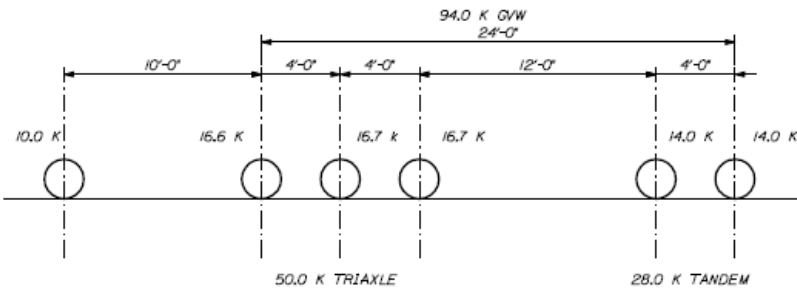 94.0 K GVW
24'-0"
10'-0"
4'-0"
4'-0"
12'-0"
4'-0"
10.0 K
16.6 K
16.7 k
16.7 K
14.0 K
14.0 K
50.0 K TRIAXLE
28.0 K TANDEM